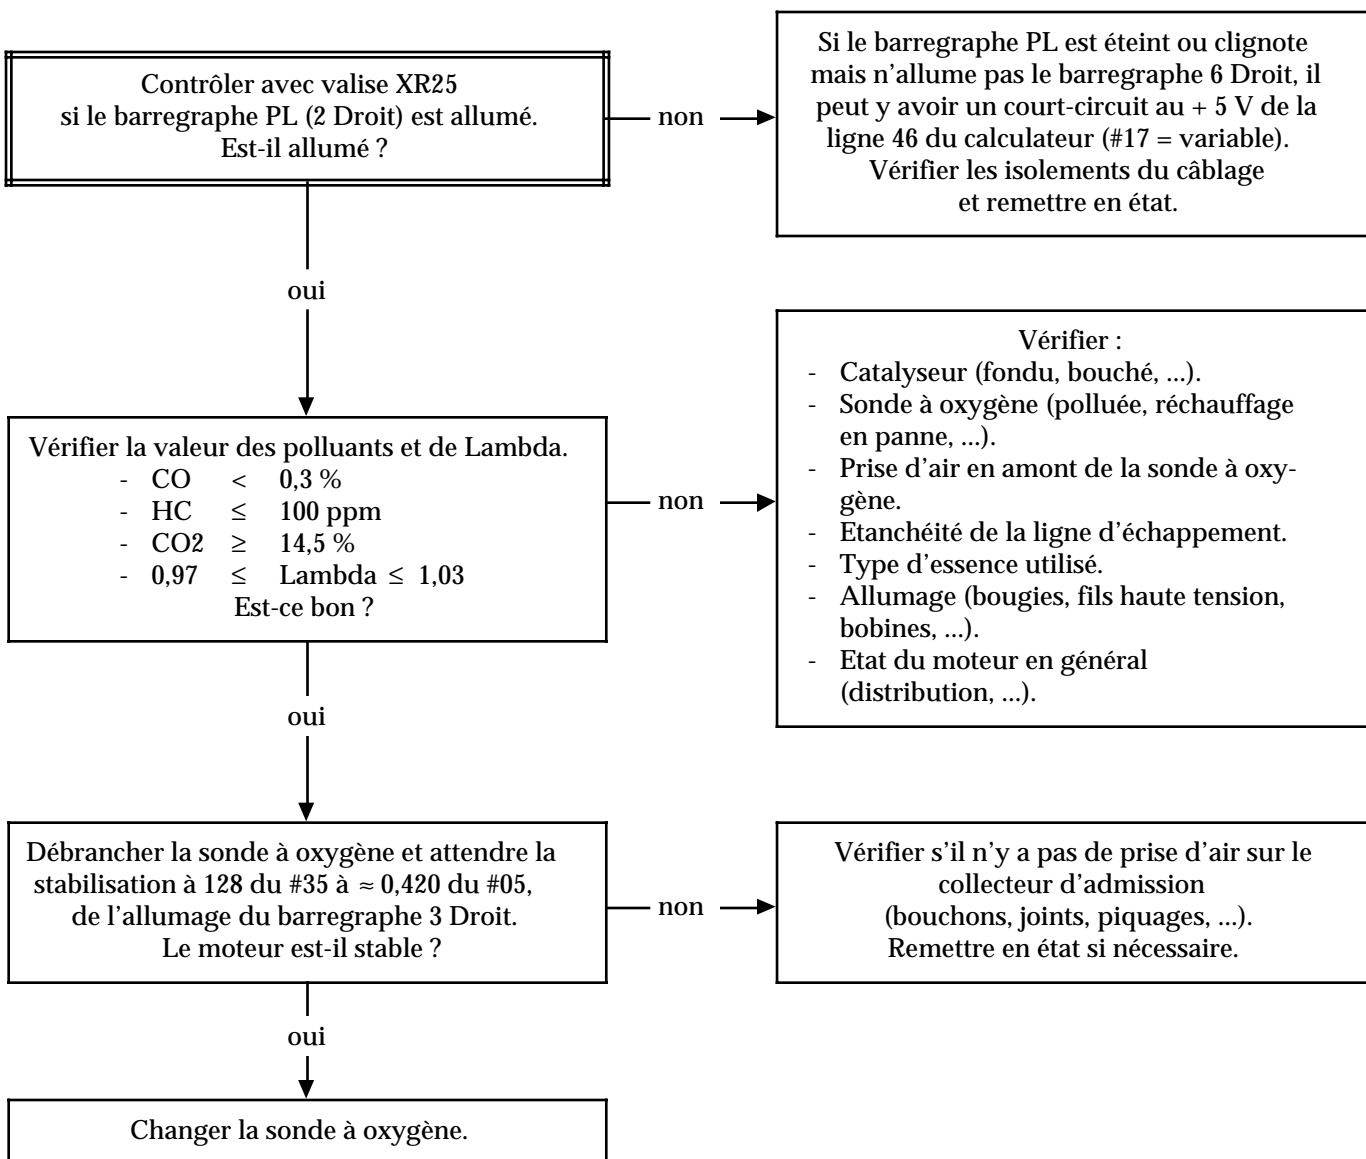 Contrôler avec valise XR25
si le barregraphe PL (2 Droit) est allumé.
Est-il allumé ?
non
Si le barregraphe PL est éteint ou clignote
mais n'allume pas le barregraphe 6 Droit, il
peut y avoir un court-circuit au + 5 V de la
ligne 46 du calculateur (#17 = variable).
Vérifier les isolements du câblage
et remettre en état.
oui
Vérifier la valeur des polluants et de Lambda.
- CO < 0,3 %
- HC ≤ 100 ppm
- CO2 ≥ 14,5 %
- 0,97 ≤ Lambda ≤ 1,03
Est-ce bon ?
non
Vérifier :
- Catalyseur (fondu, bouché, ...).
- Sonde à oxygène (polluée, réchauffage
en panne, ...).
- Prise d'air en amont de la sonde à oxy-
gène.
- Etanchéité de la ligne d'échappement.
- Type d'essence utilisé.
- Allumage (bougies, fils haute tension,
bobines, ...).
- Etat du moteur en général
(distribution, ...).
oui
Débrancher la sonde à oxygène et attendre la
stabilisation à 128 du #35 à ≈ 0,420 du #05,
de l'allumage du barregraphe 3 Droit.
Le moteur est-il stable ?
non
Vérifier s'il n'y a pas de prise d'air sur le
collecteur d'admission
(bouchons, joints, piquages, ...).
Remettre en état si nécessaire.
oui
Changer la sonde à oxygène.